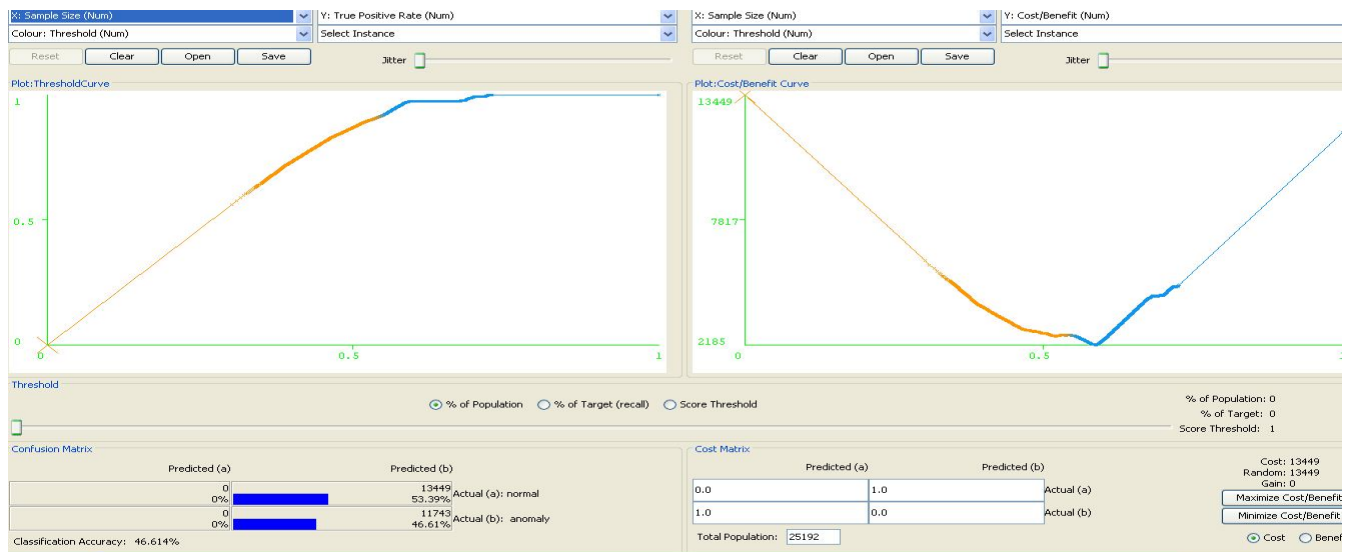 X: Sample Size (Num) Y: True Positive Rate (Num) X: Sample Size (Num) Y: Cost/Benefit (Num)
Colour: Threshold (Num) Select Instance Colour: Threshold (Num) Select Instance
Reset Clear Open Save Jitter Reset Clear Open Save Jitter
Plot:ThresholdCurve Plot:Cost/Benefit Curve
1 13449
0.5 7817
0 2185
0 0.5 1 0 0.5
Threshold
% of Population % of Target (recall) Score Threshold
% of Population: 0
% of Target: 0
Score Threshold: 1
Confusion Matrix
Predicted (a) Predicted (b)
0 13449
0% 53.39% Actual (a): normal
0 11743
0% 46.61% Actual (b): anomaly
Classification Accuracy: 46.614%
Cost Matrix
Predicted (a) Predicted (b)
0.0 1.0 Actual (a)
1.0 0.0 Actual (b)
Total Population: 25192
Cost: 13449
Random: 13449
Gain: 0
Maximize Cost/Benefit
Minimize Cost/Benefit
Cost Benef